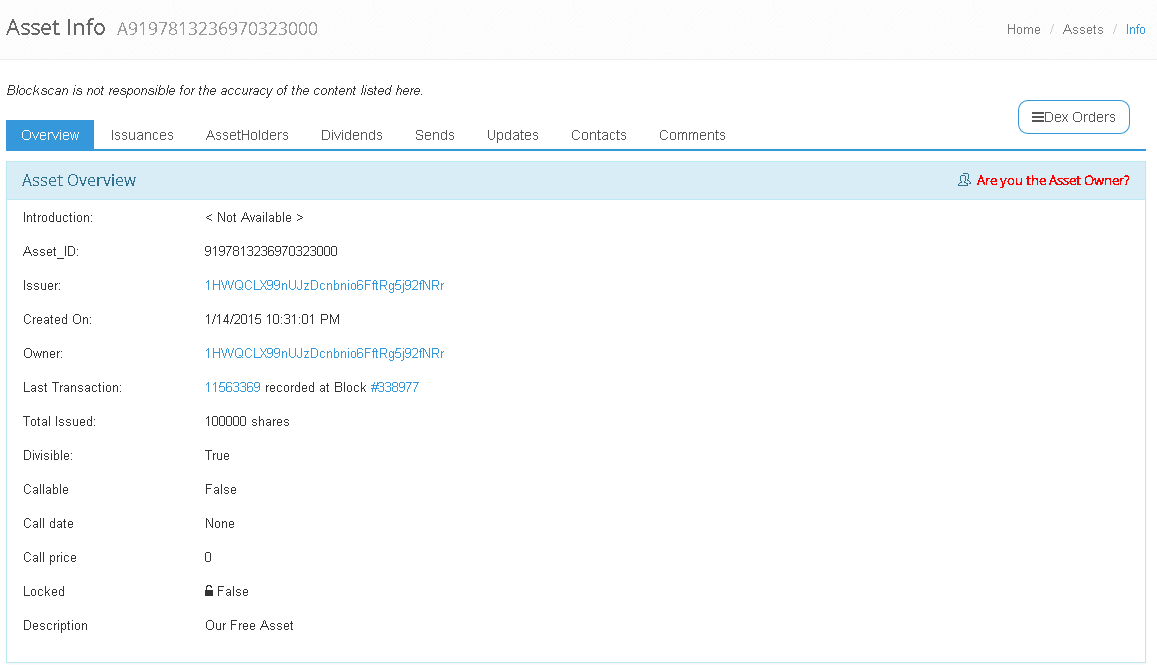 Asset Info A9197813236970323000
Home / Assets / Info
Blockscan is not responsible for the accuracy of the content listed here.
Dex Orders
Overview Issuances AssetHolders Dividends Sends Updates Contacts Comments
Asset Overview Are you the Asset Owner?
Introduction: < Not Available >
Asset_ID: 9197813236970323000
Issuer: 1HWQCLX99nUJzDcnbnio6FftRg5j92fNRr
Created On: 1/14/2015 10:31:01 PM
Owner: 1HWQCLX99nUJzDcnbnio6FftRg5j92fNRr
Last Transaction: 11563369 recorded at Block #338977
Total Issued: 100000 shares
Divisible: True
Callable False
Call date None
Call price 0
Locked False
Description Our Free Asset